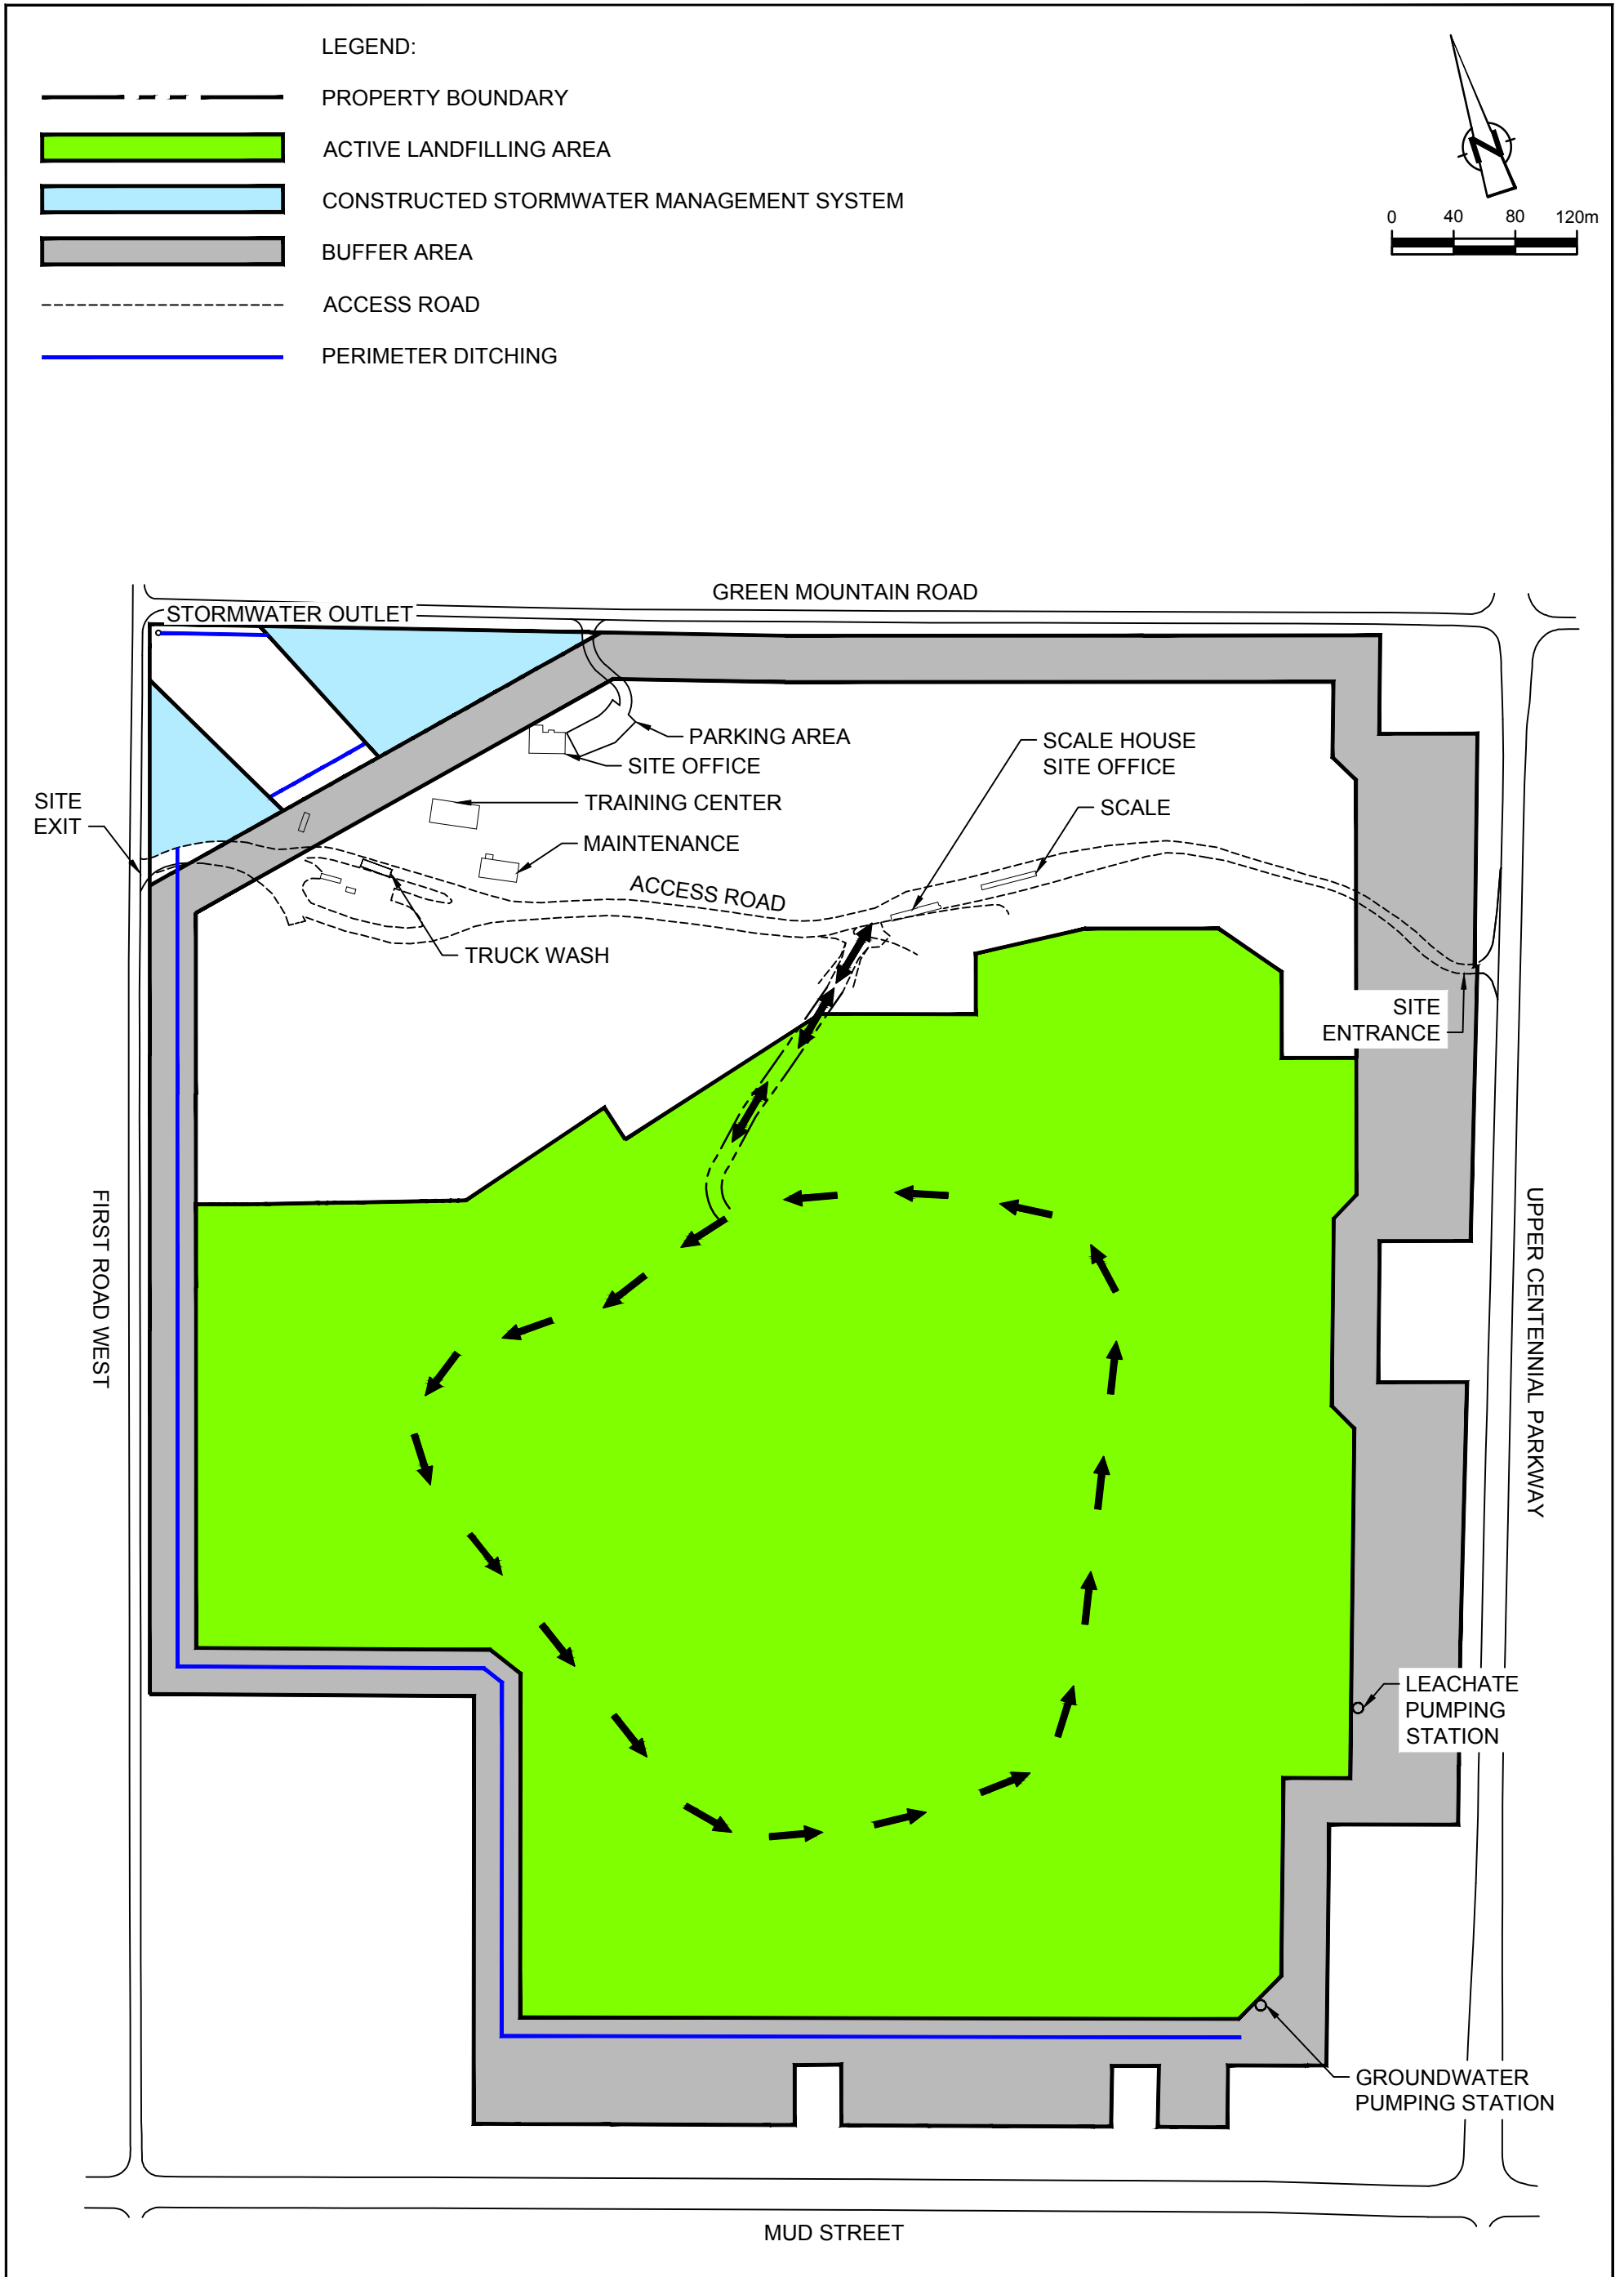 LEGEND:
PROPERTY BOUNDARY
ACTIVE LANDFILLING AREA
CONSTRUCTED STORMWATER MANAGEMENT SYSTEM
BUFFER AREA
ACCESS ROAD
PERIMETER DITCHING
N
0 40 80 120m
GREEN MOUNTAIN ROAD
STORMWATER OUTLET
PARKING AREA
SITE OFFICE
SCALE HOUSE
SITE OFFICE
TRAINING CENTER
SCALE
SITE
EXIT
MAINTENANCE
ACCESS ROAD
TRUCK WASH
SITE
ENTRANCE
FIRST ROAD WEST
UPPER CENTENNIAL PARKWAY
LEACHATE
PUMPING
STATION
GROUNDWATER
PUMPING STATION
MUD STREET